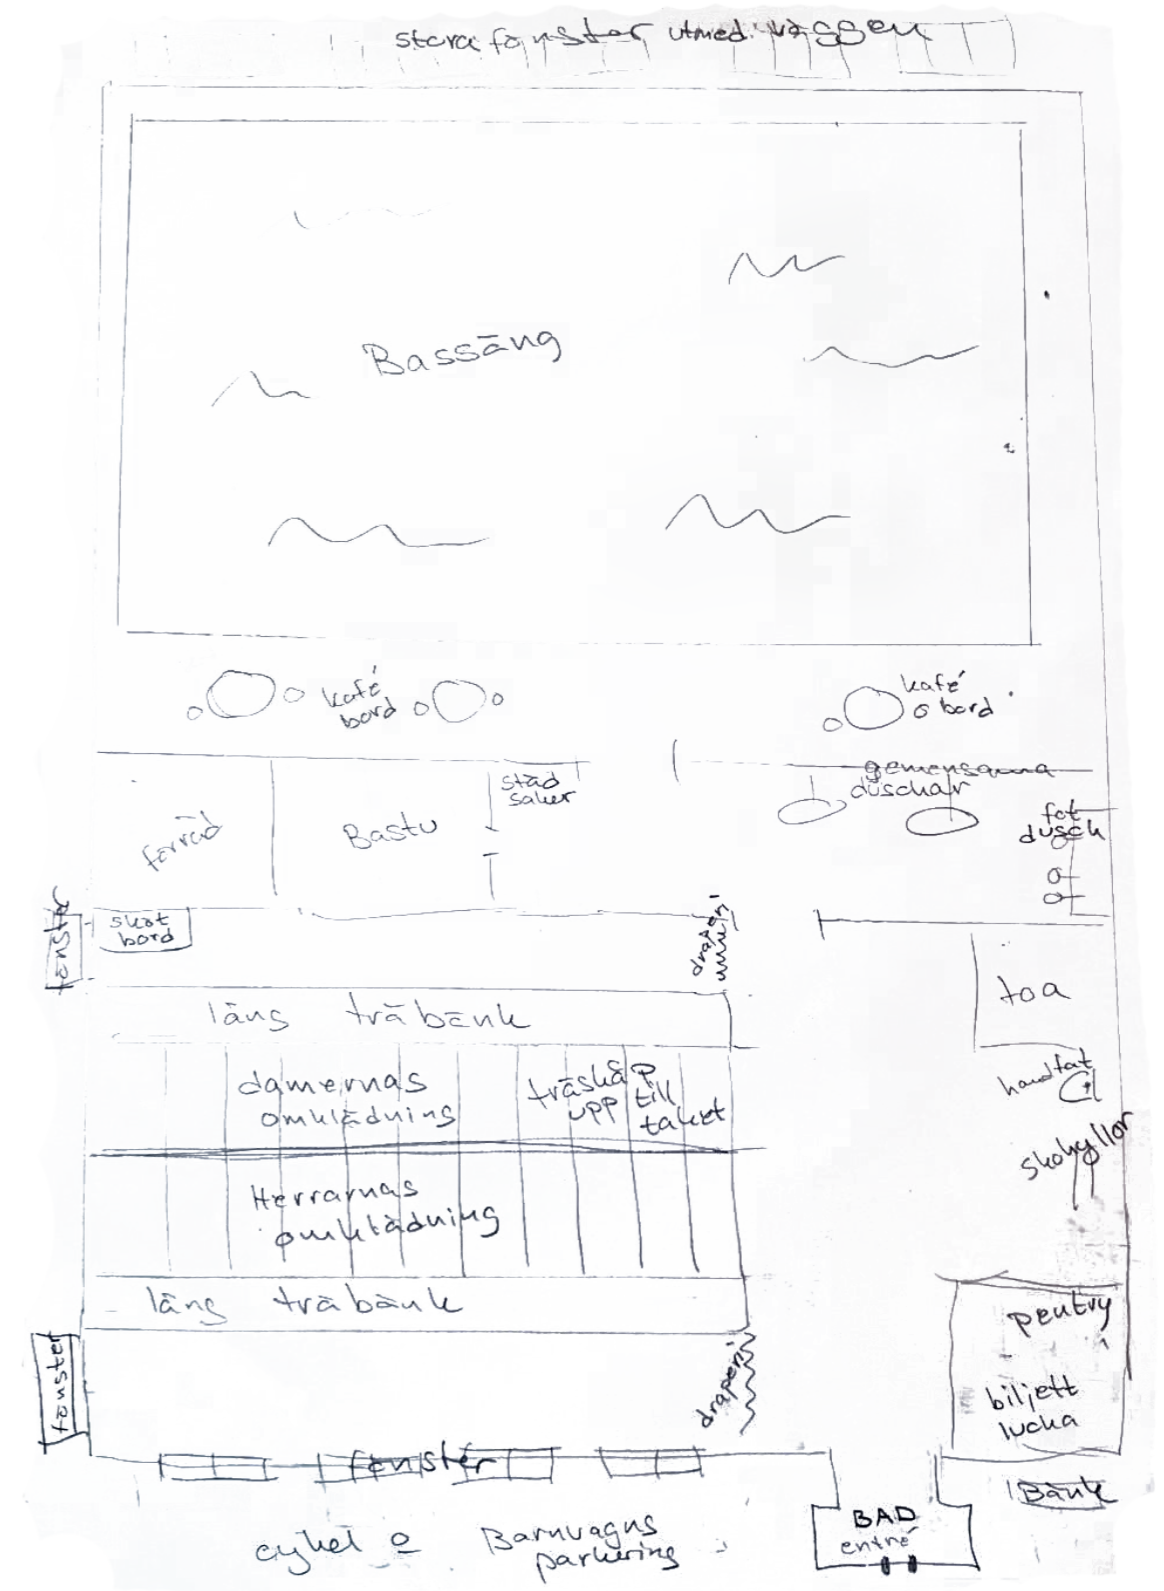 stora fönster utmed väggen
Bassäng
kafé
bord
kafé
bord
gemensamma
duschar
städ
saker
fot
dusch
förråd
Bastu
fönster
sköt
bord
draperi
toa
lång träbänk
handfat
damernas
omklädning
träskåp
upp till
taket
skohyllor
Herrarnas
omklädning
lång träbänk
pentry
fönster
draperi
biljett
lucka
fönster
Bänk
BAD
entré
cykel o Barnvagns
parkering